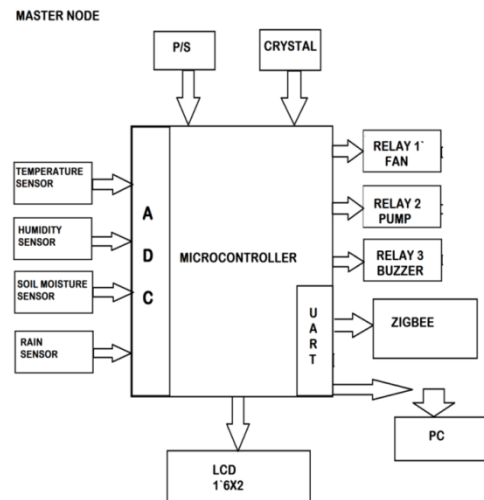 MASTER NODE
P/S
CRYSTAL
TEMPERATURE
SENSOR
HUMIDITY
SENSOR
SOIL MOISTURE
SENSOR
RAIN
SENSOR
A
D
C
MICROCONTROLLER
U
A
R
T
RELAY 1`
FAN
RELAY 2
PUMP
RELAY 3
BUZZER
ZIGBEE
PC
LCD
1`6X2